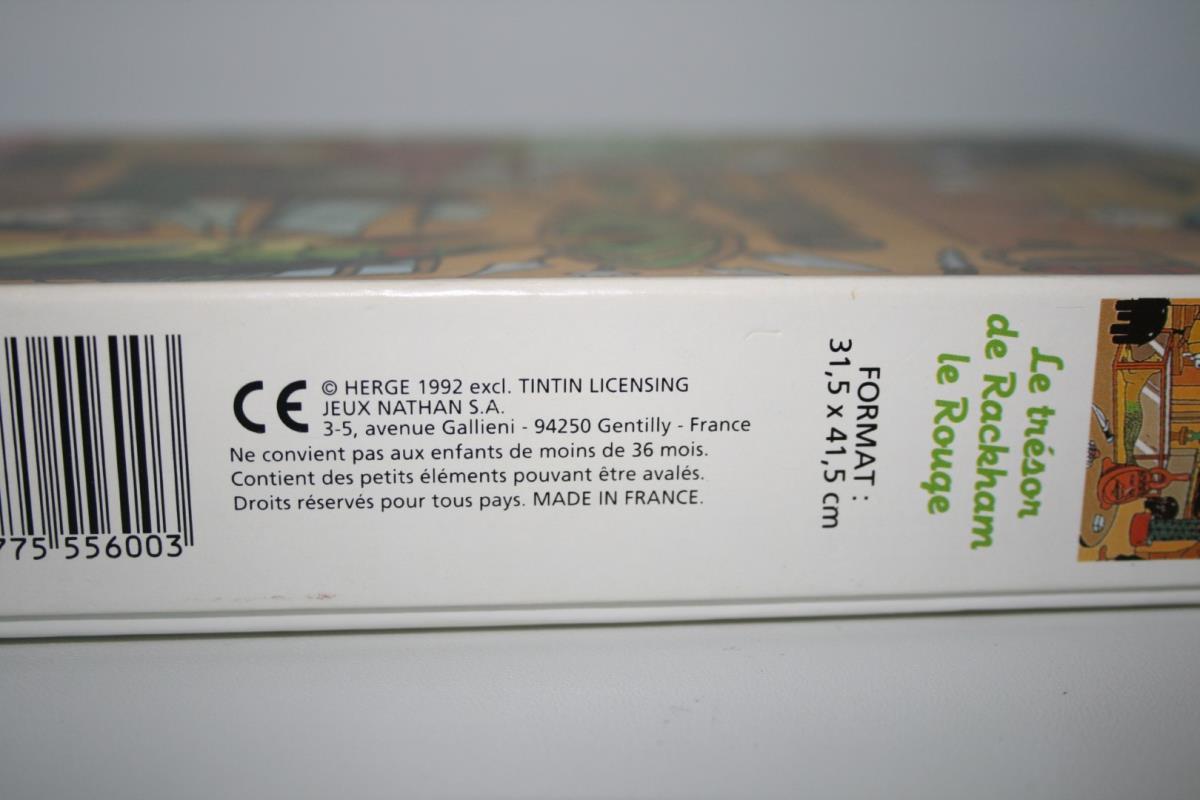 775 556003
CE © HERGE 1992 excl. TINTIN LICENSING
JEUX NATHAN S.A.
3-5, avenue Gallieni - 94250 Gentilly - France
Ne convient pas aux enfants de moins de 36 mois.
Contient des petits éléments pouvant être avalés.
Droits réservés pour tous pays. MADE IN FRANCE.
FORMAT :
31,5 x 41,5 cm
Le trésor
de Rackham
le Rouge